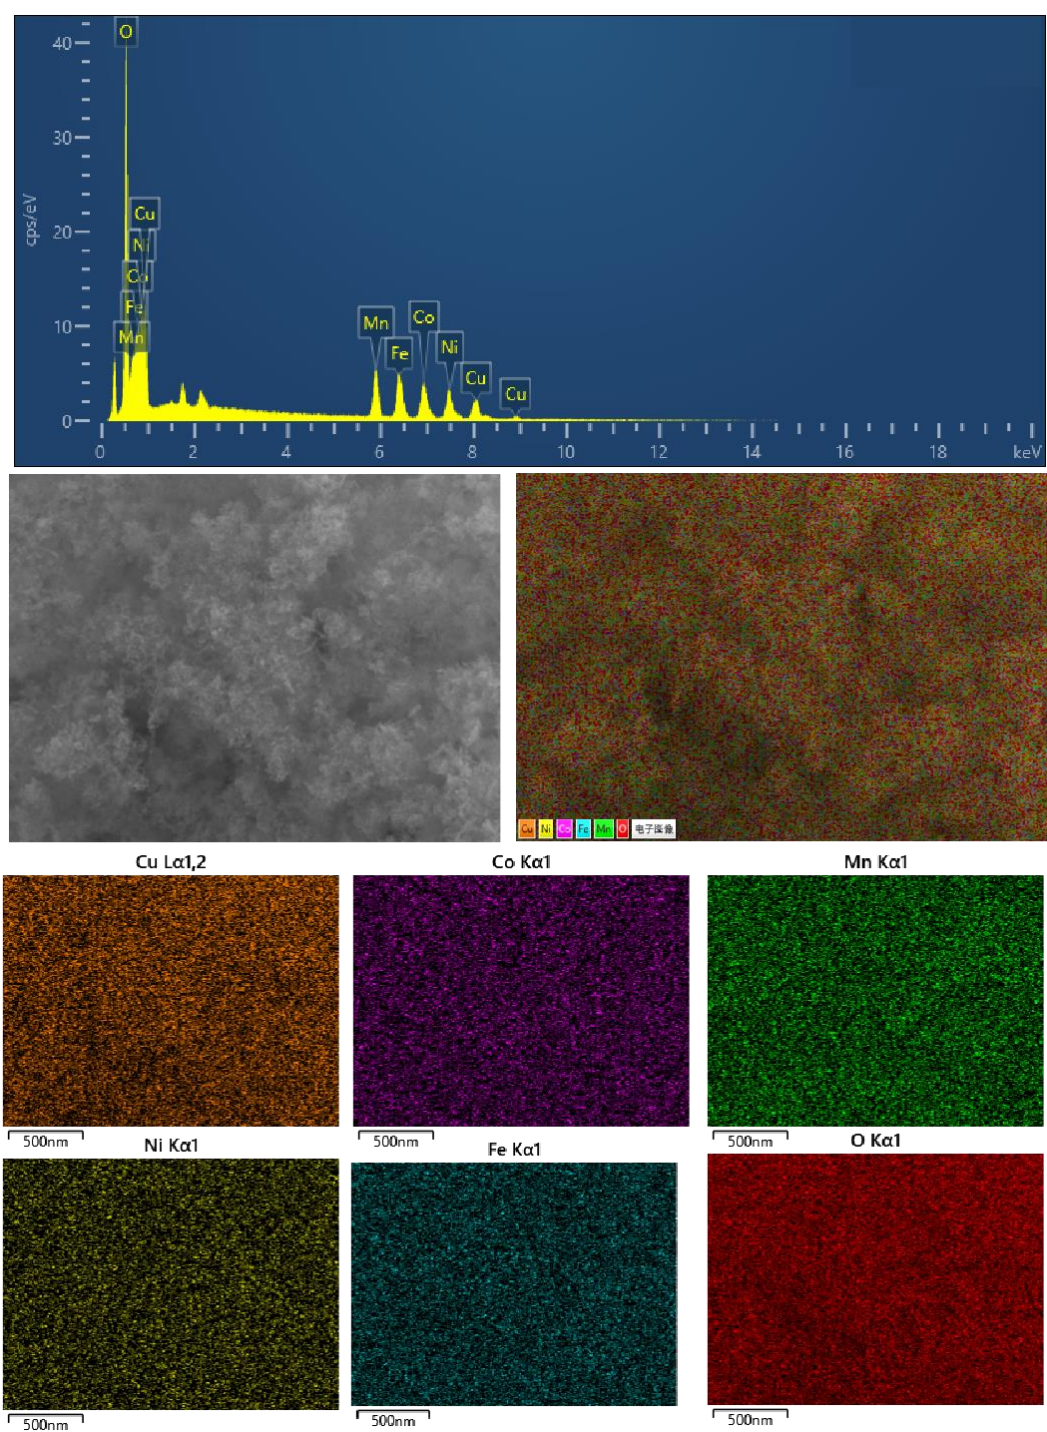 O
40
30
cps/eV
20
10
0
Cu
Ni
Co
Fe
Mn
Mn
Fe
Co
Ni
Cu
Cu
0 2 4 6 8 10 12 14 16 18 keV
Cu Ni Co Fe Mn O 电子图像
Cu Lα1,2
Co Kα1
Mn Kα1
500nm
500nm
500nm
Ni Kα1
Fe Kα1
O Kα1
500nm
500nm
500nm